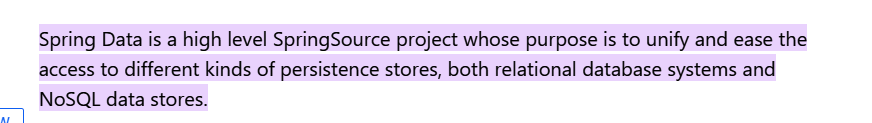 Spring Data is a high level SpringSource project whose purpose is to unify and ease the
access to different kinds of persistence stores, both relational database systems and
NoSQL data stores.